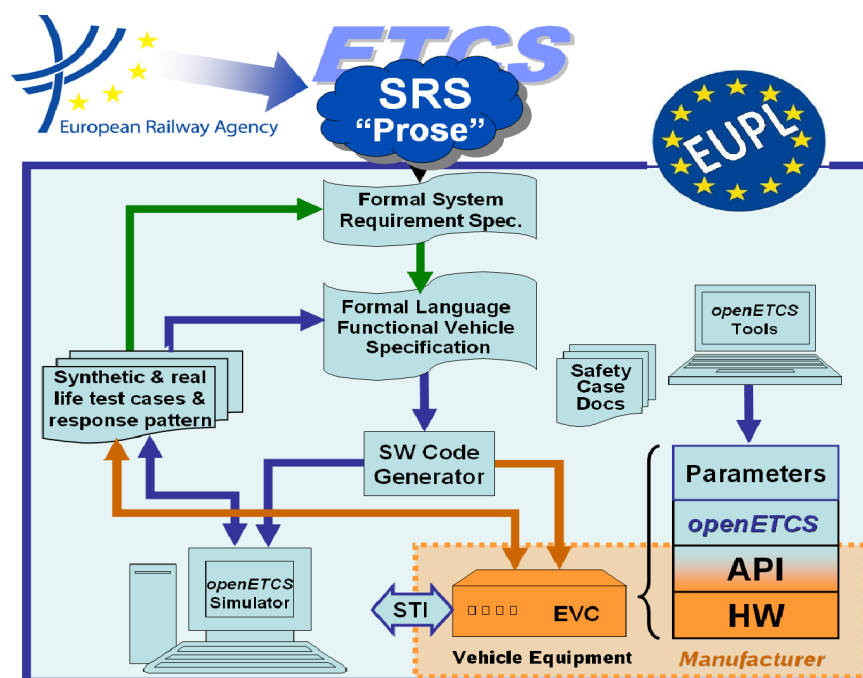 ETCS
SRS
“Prose”
European Railway Agency
EUPL
Formal System
Requirement Spec.
Formal Language
Functional Vehicle
Specification
openETCS
Tools
Synthetic & real
life test cases &
response pattern
Safety
Case
Docs
SW Code
Generator
Parameters
openETCS
API
HW
openETCS
Simulator
STI
EVC
Vehicle Equipment
Manufacturer